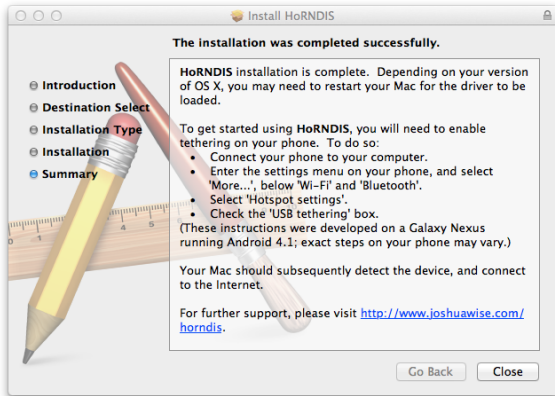 Install HoRNDIS
The installation was completed successfully.
Introduction
Destination Select
Installation Type
Installation
Summary
HoRNDIS installation is complete.  Depending on your version
of OS X, you may need to restart your Mac for the driver to be
loaded.
To get started using HoRNDIS, you will need to enable
tethering on your phone.  To do so:
•	Connect your phone to your computer.
•	Enter the settings menu on your phone, and select
'More...', below 'Wi-Fi' and 'Bluetooth'.
•	Select 'Hotspot settings'.
•	Check the 'USB tethering' box.
(These instructions were developed on a Galaxy Nexus
running Android 4.1; exact steps on your phone may vary.)
Your Mac should subsequently detect the device, and connect
to the Internet.
For further support, please visit http://www.joshuawise.com/
horndis.
Go Back
Close